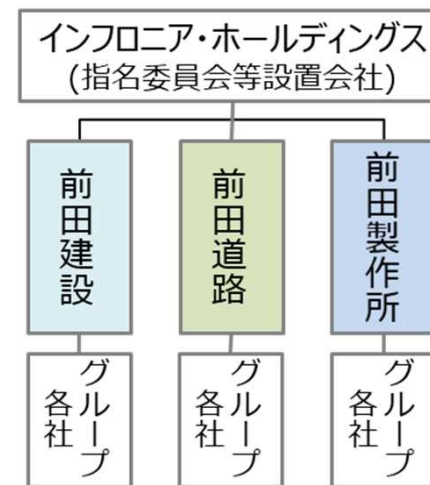 インフロニア・ホールディングス
(指名委員会等設置会社)
前田建設
前田道路
前田製作所
グループ
各社
グループ
各社
グループ
各社